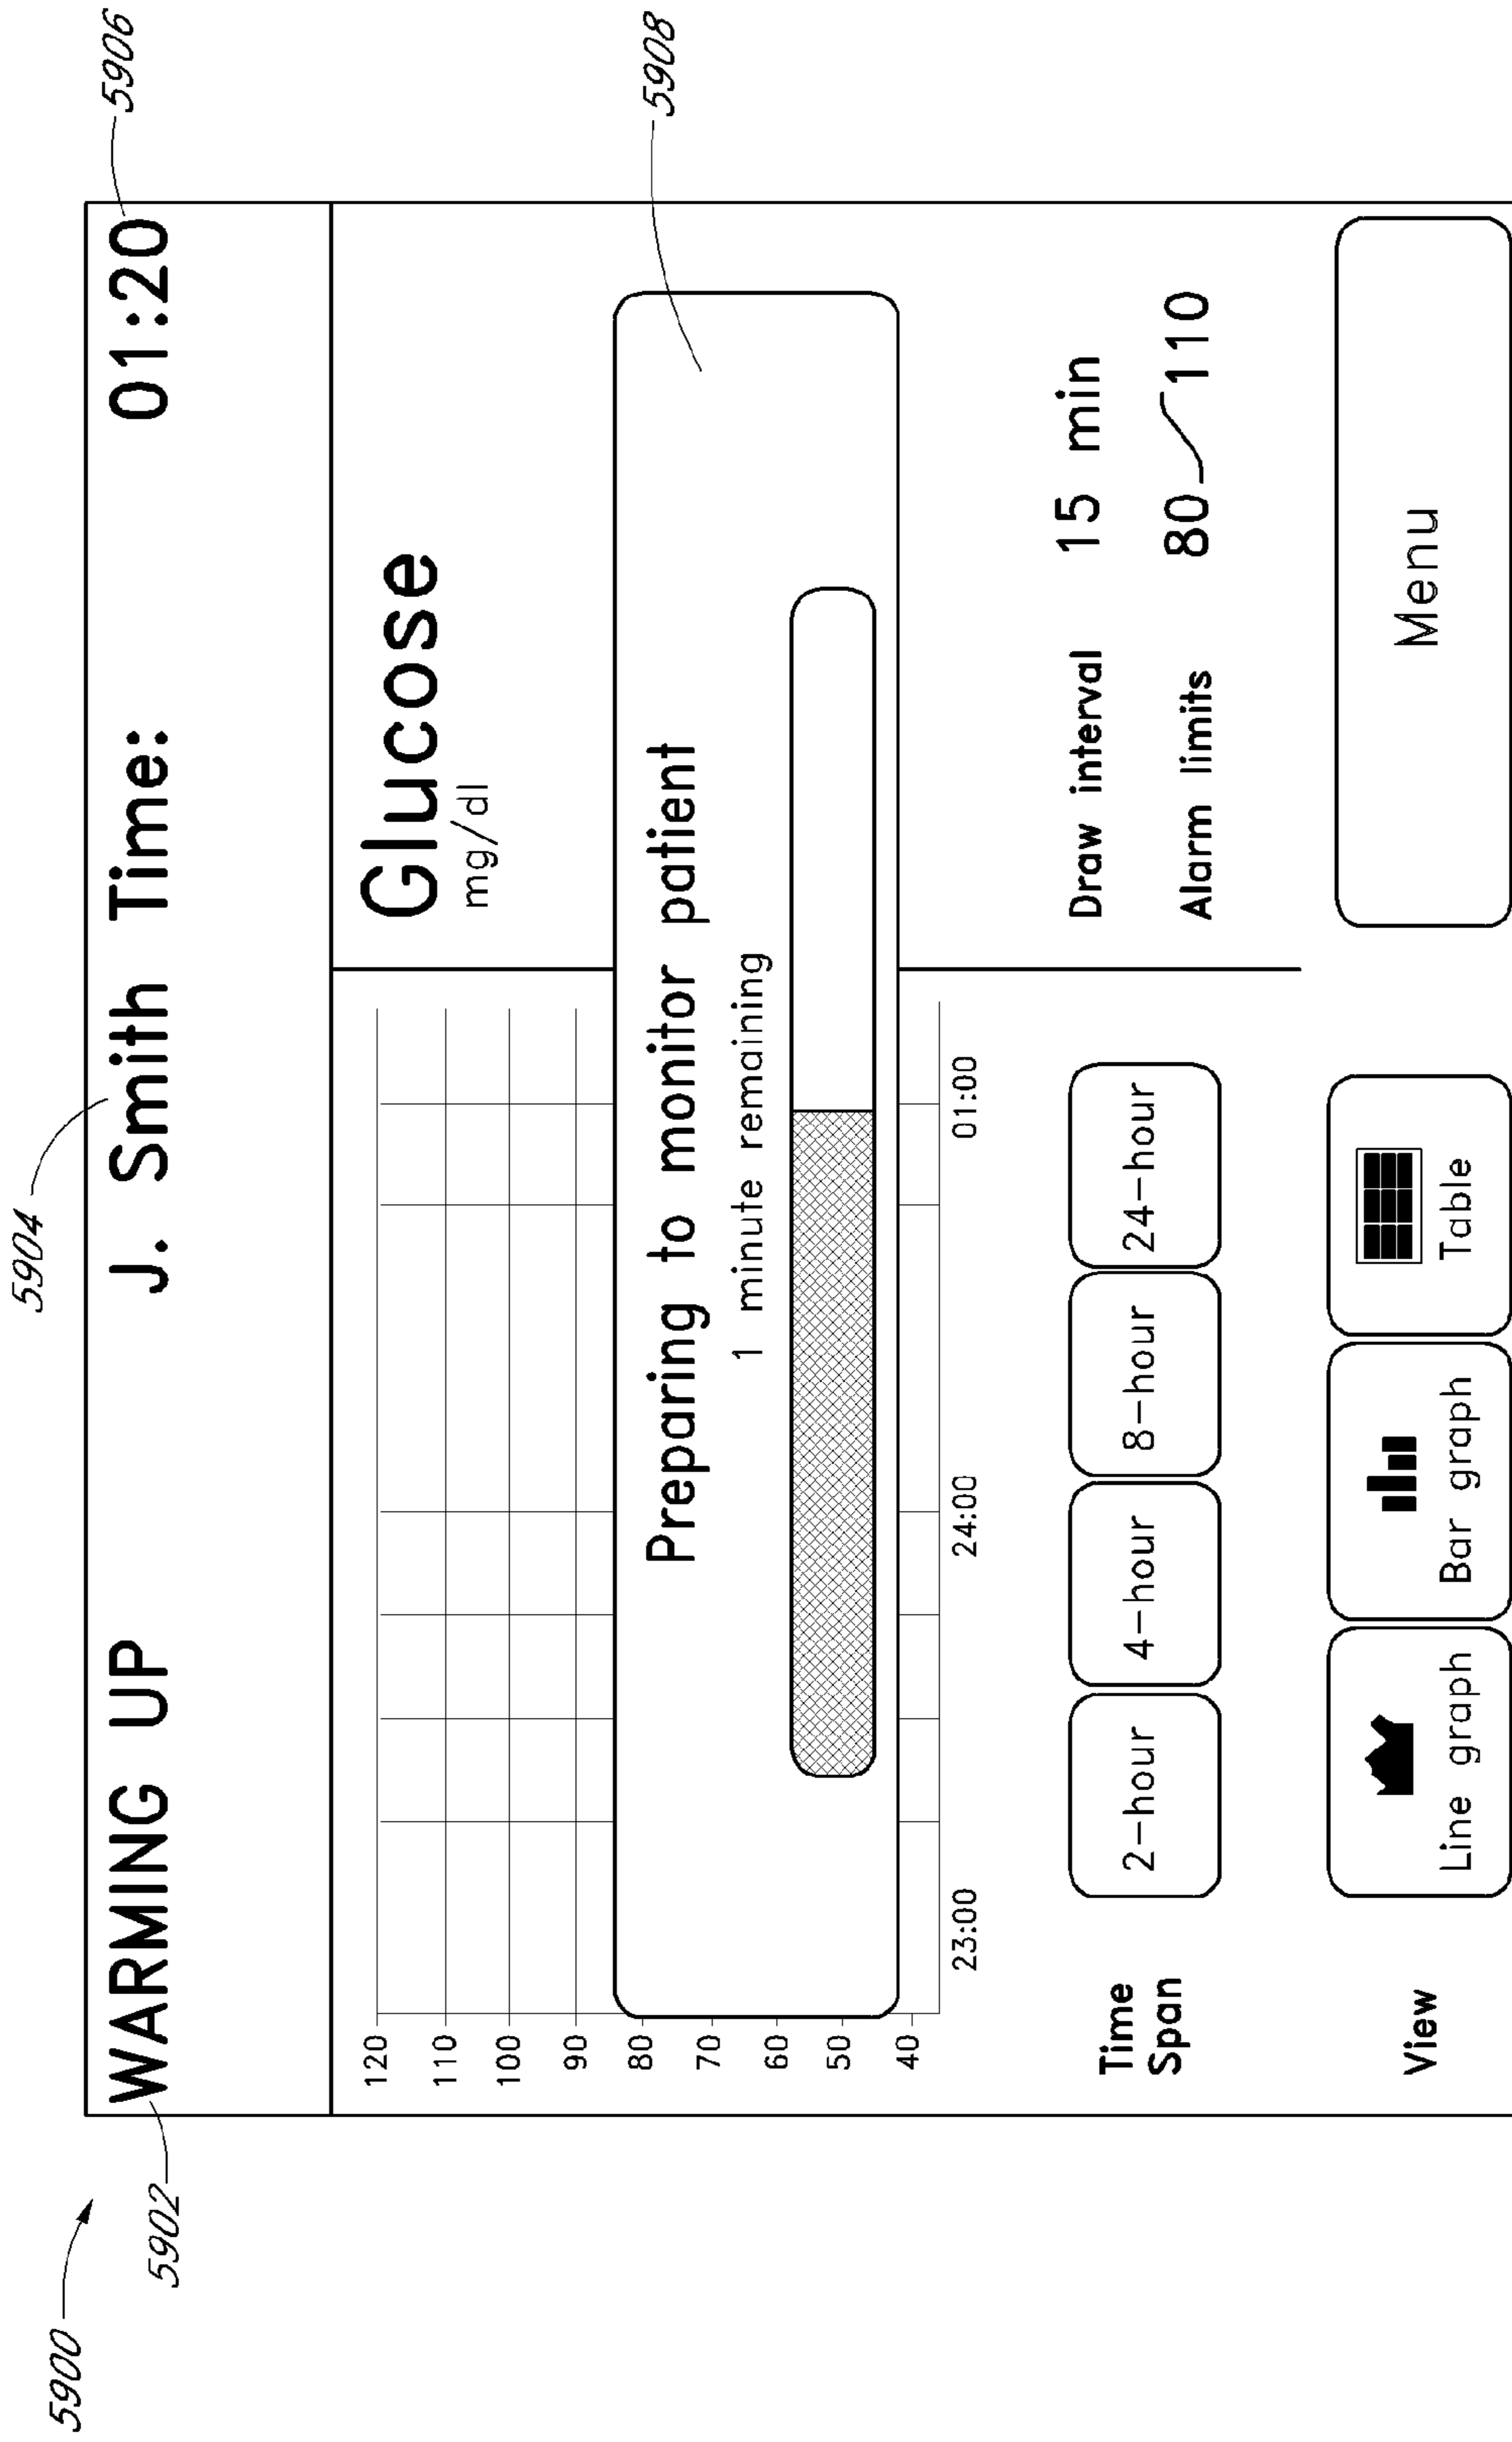 5900
5902
5904
5906
WARMING UP J. Smith Time: 01:20
Glucose
mg/dl
120
110
100
90
80
70
60
50
40
Preparing to monitor patient
1 minute remaining
5908
23:00 24:00 01:00
Time
Span
2-hour 4-hour 8-hour 24-hour
Draw interval 15 min
Alarm limits 80 110
View
Line graph Bar graph Table
Menu